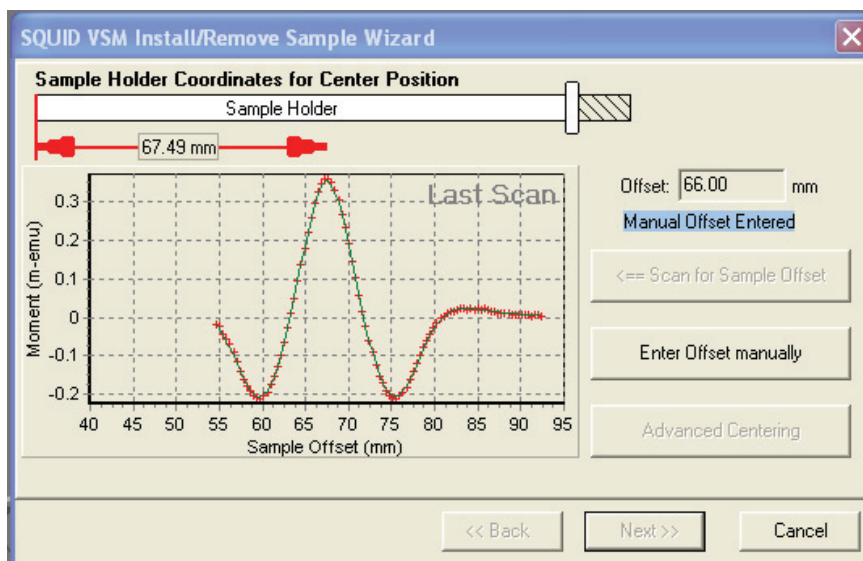 SQUID VSM Install/Remove Sample Wizard
Sample Holder Coordinates for Center Position
Sample Holder
67.49 mm
Last Scan
Moment (m-emu)
0.3
0.2
0.1
0
-0.1
-0.2
40 45 50 55 60 65 70 75 80 85 90 95
Sample Offset (mm)
Offset: 66.00 mm
Manual Offset Entered
<== Scan for Sample Offset
Enter Offset manually
Advanced Centering
<< Back Next >> Cancel